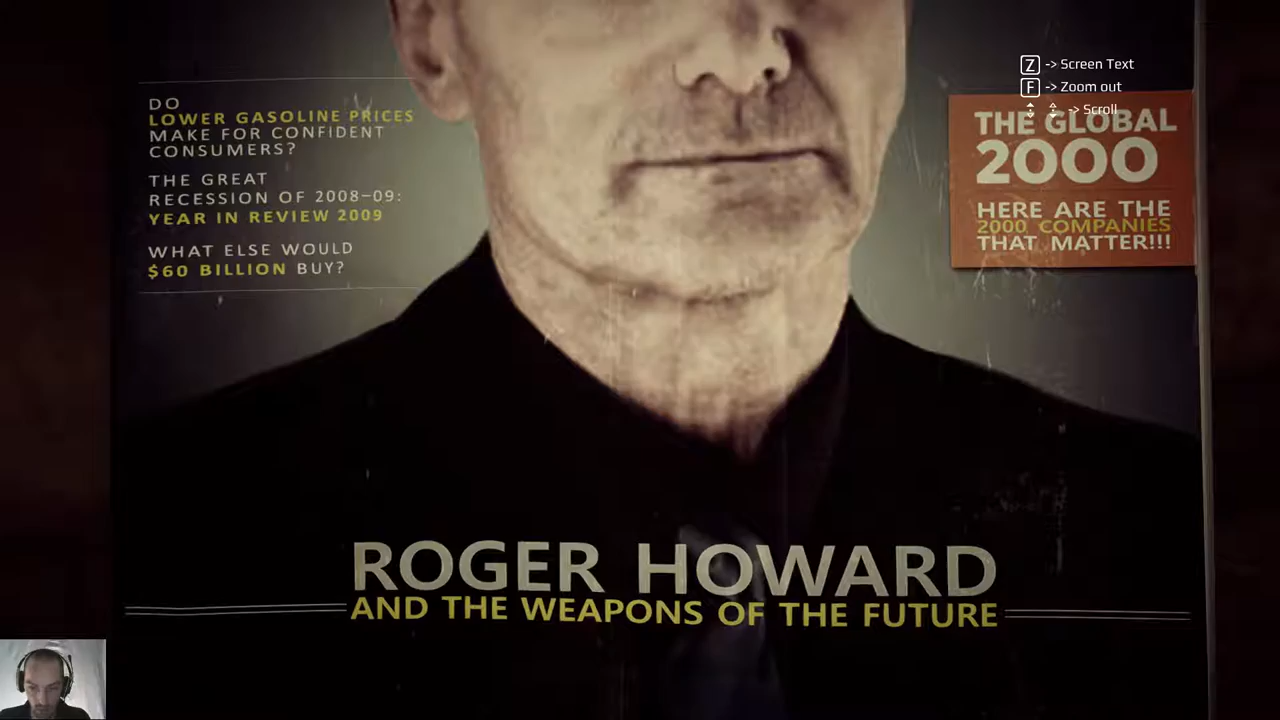 DO
LOWER GASOLINE PRICES
MAKE FOR CONFIDENT
CONSUMERS?
THE GREAT
RECESSION OF 2008–09:
YEAR IN REVIEW 2009
WHAT ELSE WOULD
$60 BILLION BUY?
Z -> Screen Text
F -> Zoom out
-> Scroll
THE GLOBAL
2000
HERE ARE THE
2000 COMPANIES
THAT MATTER!!!
ROGER HOWARD
AND THE WEAPONS OF THE FUTURE